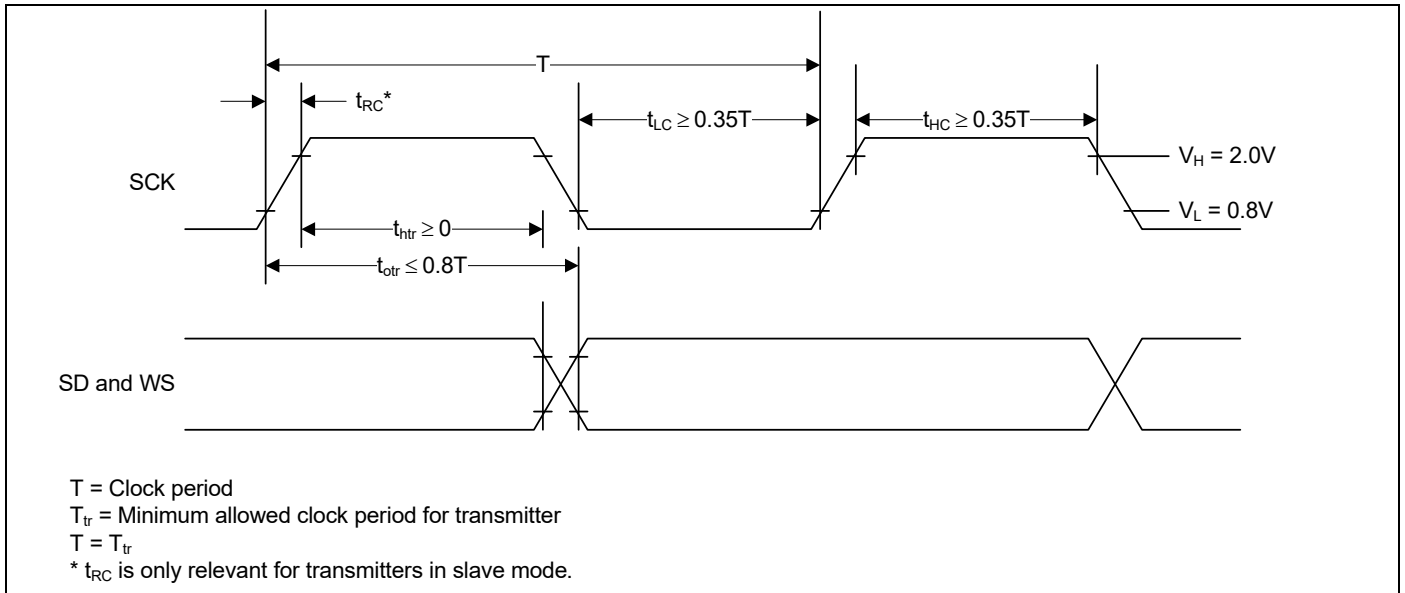 T
tRC*
tLC ≥ 0.35T
tHC ≥ 0.35T
VH = 2.0V
SCK
VL = 0.8V
thtr ≥ 0
totr ≤ 0.8T
SD and WS
T = Clock period
Ttr = Minimum allowed clock period for transmitter
T = Ttr
* tRC is only relevant for transmitters in slave mode.